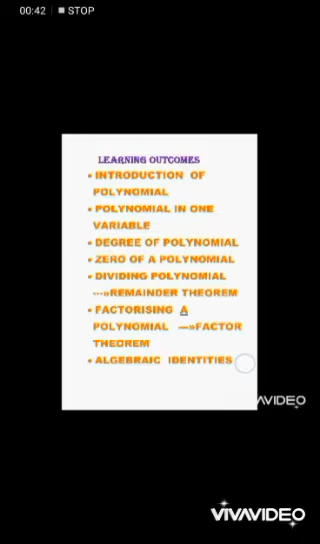 00:42 STOP
LEARNING OUTCOMES
• INTRODUCTION OF
POLYNOMIAL
• POLYNOMIAL IN ONE
VARIABLE
• DEGREE OF POLYNOMIAL
• ZERO OF A POLYNOMIAL
• DIVIDING POLYNOMIAL
---»REMAINDER THEOREM
• FACTORISING A
POLYNOMIAL —»FACTOR
THEOREM
• ALGEBRAIC IDENTITIES
AVIDEO
VIVAVIDEO